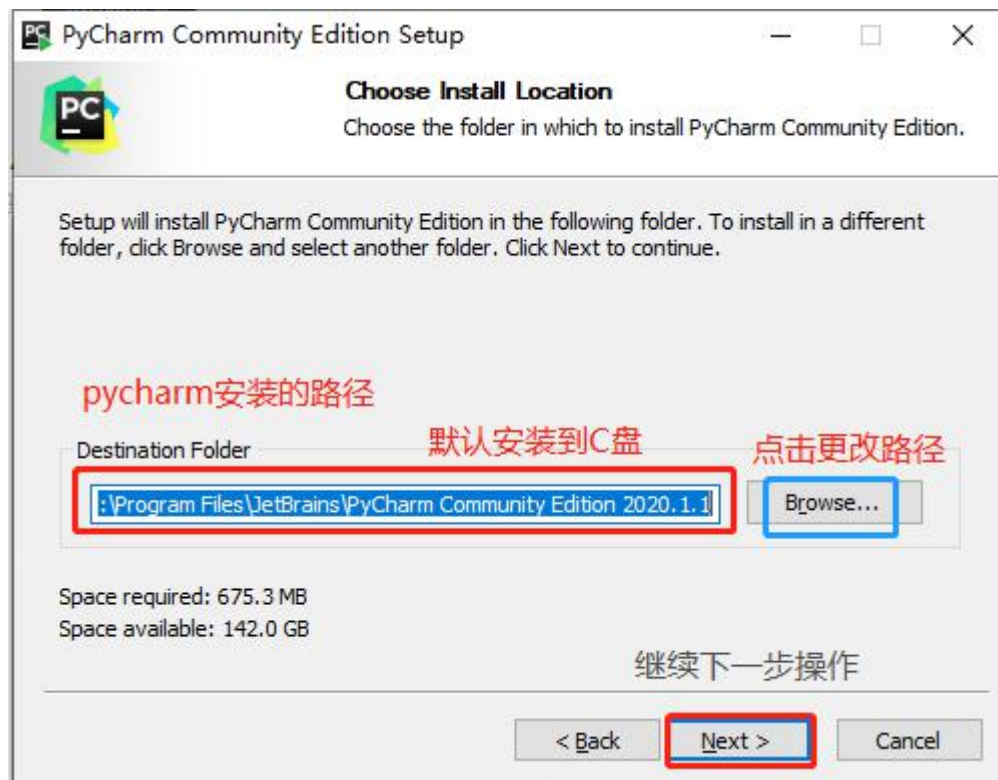 PyCharm Community Edition Setup
PC
Choose Install Location
Choose the folder in which to install PyCharm Community Edition.
Setup will install PyCharm Community Edition in the following folder. To install in a different
folder, click Browse and select another folder. Click Next to continue.
pycharm安装的路径
默认安装到C盘
点击更改路径
Destination Folder
:\Program Files\JetBrains\PyCharm Community Edition 2020.1.1
Browse...
Space required: 675.3 MB
Space available: 142.0 GB
继续下一步操作
< Back
Next >
Cancel